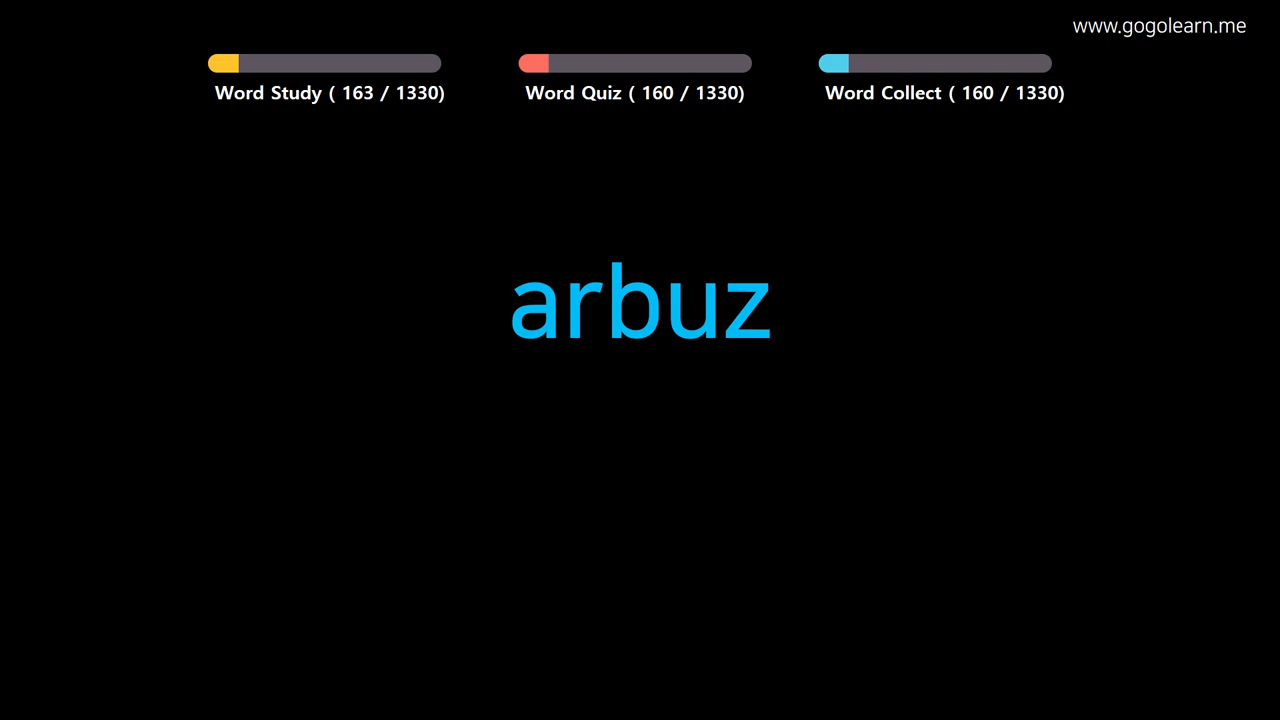 www.gogolearn.me
Word Study ( 163 / 1330)
Word Quiz ( 160 / 1330)
Word Collect ( 160 / 1330)
arbuz